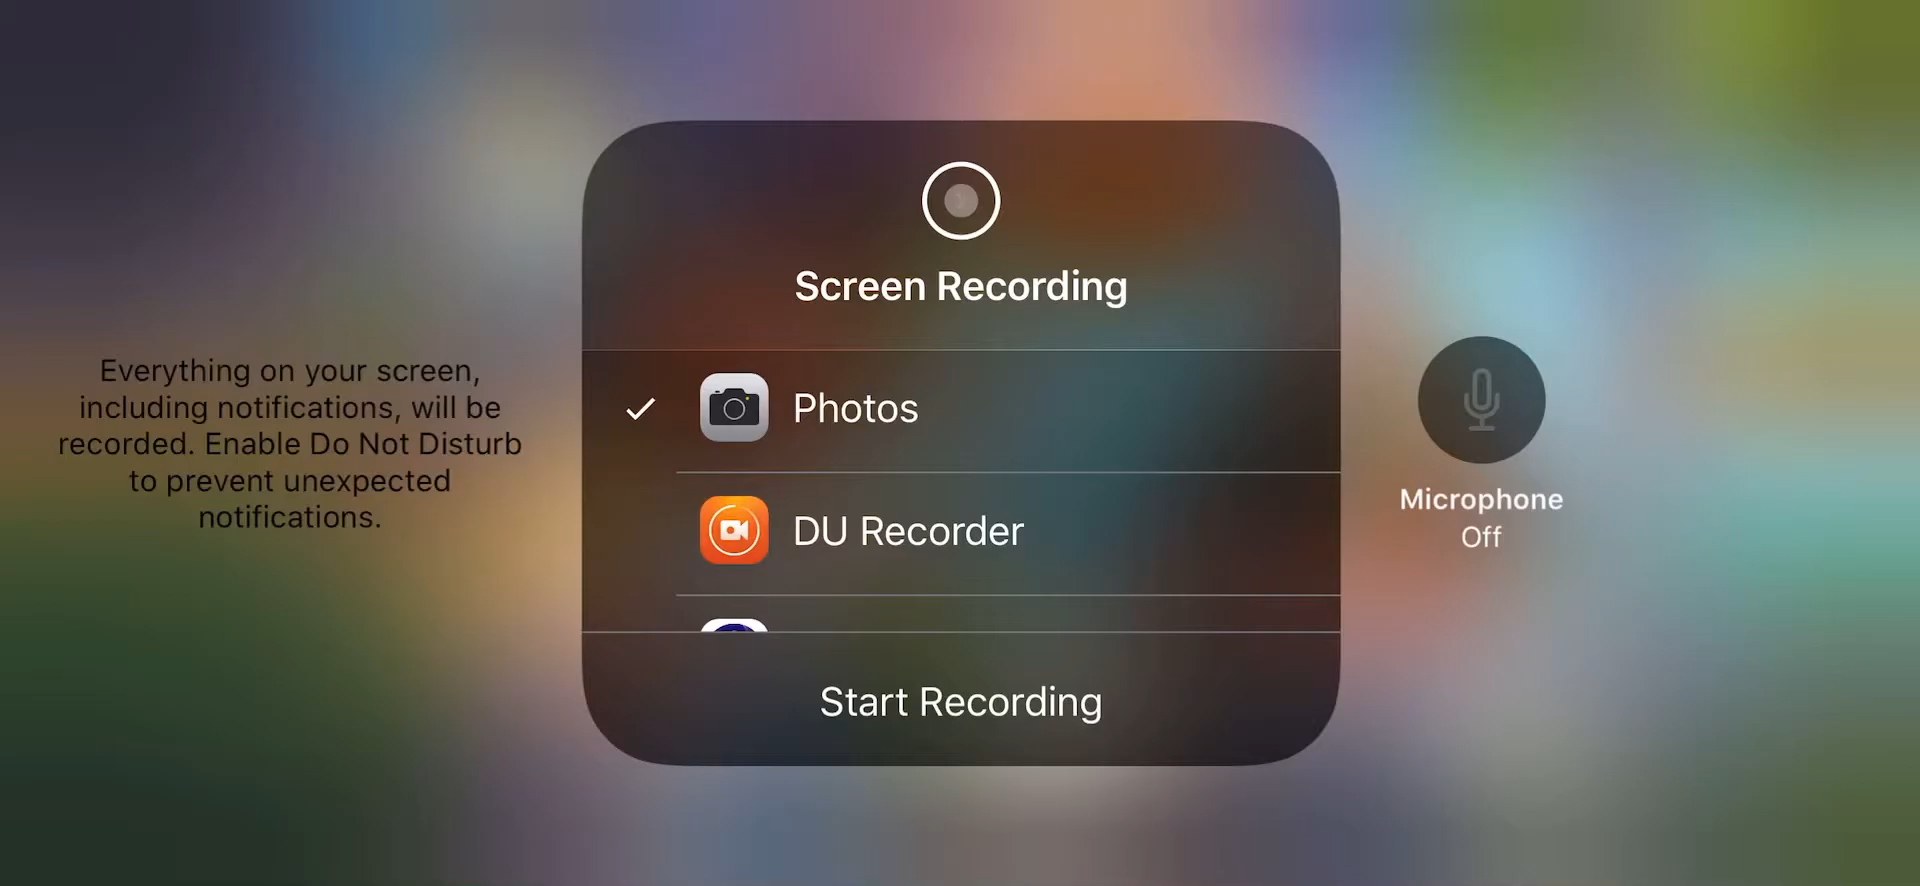 Everything on your screen,
including notifications, will be
recorded. Enable Do Not Disturb
to prevent unexpected
notifications.
Screen Recording
Photos
DU Recorder
Start Recording
Microphone
Off